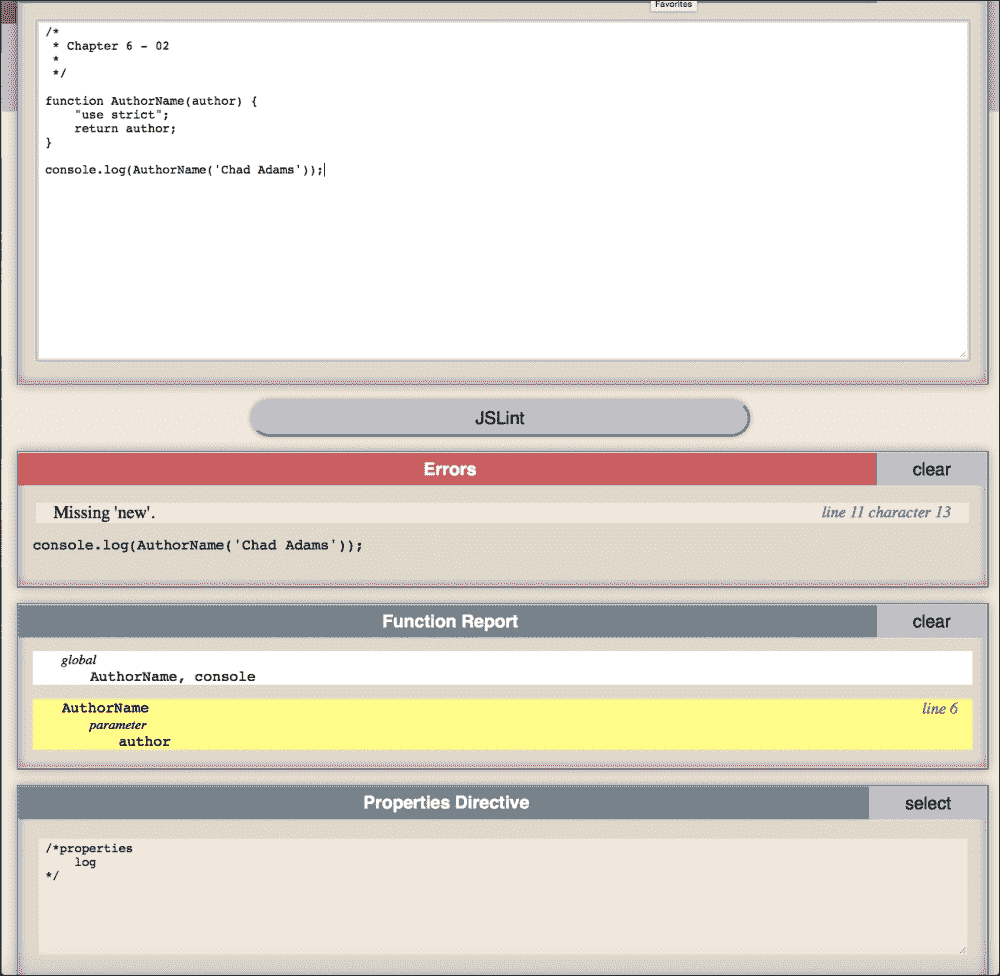 Favorites
/*
 * Chapter 6 - 02
 *
 */
function AuthorName(author) {
    "use strict";
    return author;
}
console.log(AuthorName('Chad Adams'));
JSLint
Errors clear
Missing 'new'. line 11 character 13
console.log(AuthorName('Chad Adams'));
Function Report clear
global
AuthorName, console
AuthorName line 6
parameter
author
Properties Directive select
/*properties
    log
*/